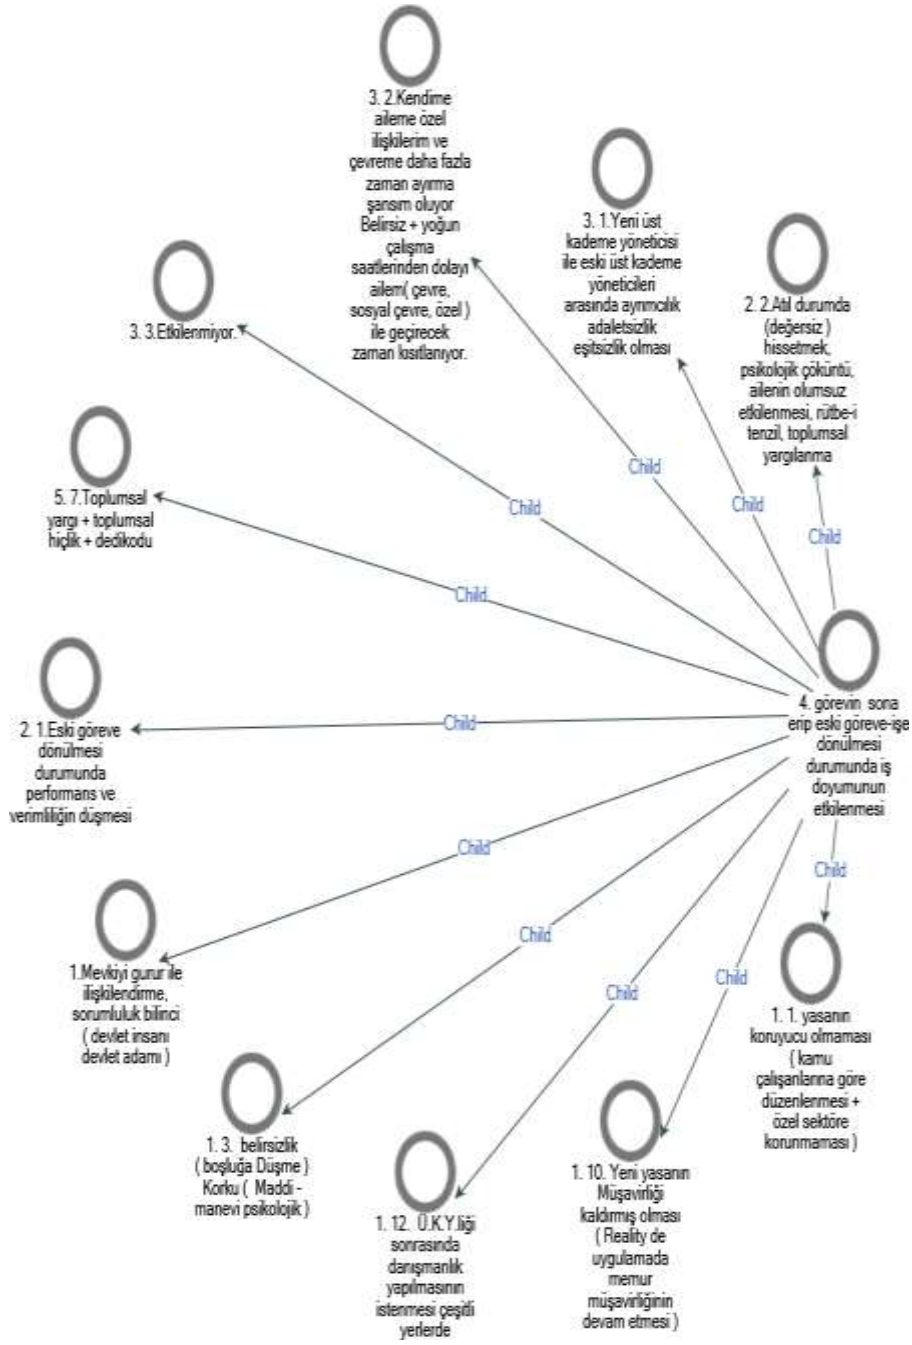 3. 2.Kendime
aileme özel
ilişkilerim ve
çevreme daha fazla
zaman ayırma
şansım oluyor
Belirsiz + yoğun
çalışma
saatlerinden dolayı
ailem( çevre,
sosyal çevre, özel )
ile geçirecek
zaman kısıtlanıyor.
3. 1.Yeni üst
kademe yöneticisi
ile eski üst kademe
yöneticileri
arasında ayrımcılık
adaletsizlik
eşitsizlik olması
2. 2.Atıl durumda
(değersiz )
hissetmek,
psikolojik çöküntü,
ailenin olumsuz
etkilenmesi, rütbe-i
tenzil, toplumsal
yargılanma
3. 3.Etkilenmiyor.
Child
Child
Child
Child
5. 7.Toplumsal
yargı + toplumsal
hiçlik + dedikodu
Child
4. görevin sona
erip eski göreve-işe
dönülmesi
durumunda iş
doyumunun
etkilenmesi
2. 1.Eski göreve
dönülmesi
durumunda
performans ve
verimliliğin düşmesi
Child
Child
Child
Child
Child
Child
1.Mevkiyi gurur ile
ilişkilendirme,
sorumluluk bilinci
( devlet insanı
devlet adamı )
1. 1. yasanın
koruyucu olmaması
( kamu
çalışanlarına göre
düzenlenmesi +
özel sektöre
korunmaması )
1. 3. belirsizlik
( boşluğa Düşme )
Korku ( Maddi -
manevi psikolojik )
1. 10. Yeni yasanın
Müşavirliği
kaldırmış olması
( Reality de
uygulamada
memur
müşavirliğinin
devam etmesi )
1. 12. Ü.K.Y.liği
sonrasında
danışmanlık
yapılmasının
istenmesi çeşitli
yerlerde